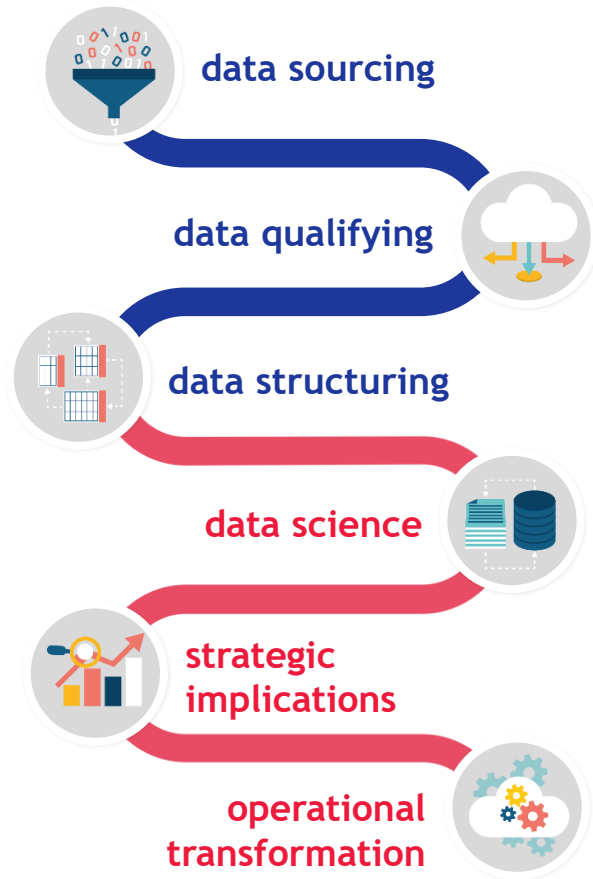 data sourcing
data qualifying
data structuring
data science
strategic
implications
operational
transformation